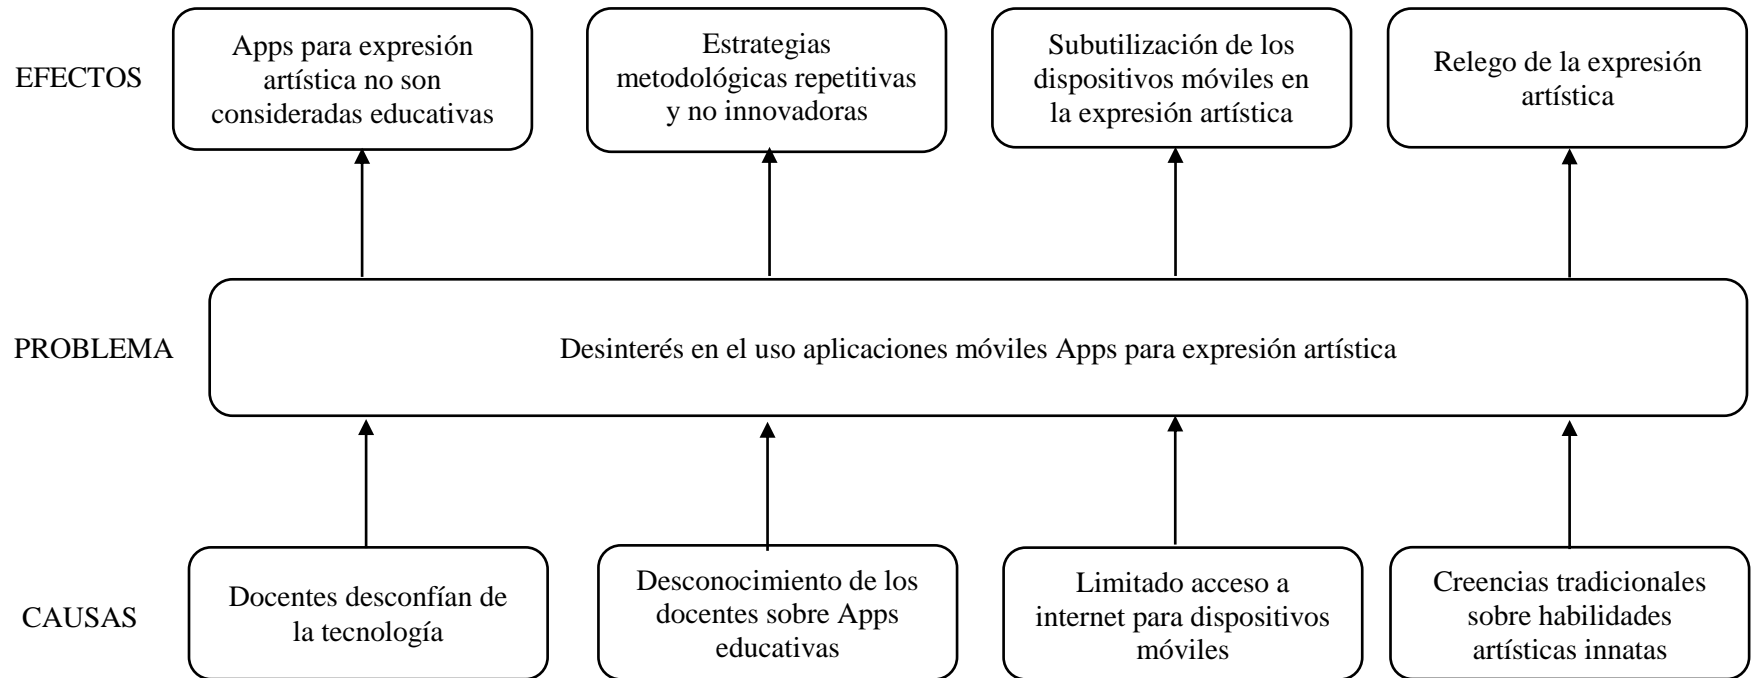 EFECTOS
Apps para expresión
artística no son
consideradas educativas
Estrategias
metodológicas repetitivas
y no innovadoras
Subutilización de los
dispositivos móviles en
la expresión artística
Relego de la expresión
artística
PROBLEMA
Desinterés en el uso aplicaciones móviles Apps para expresión artística
CAUSAS
Docentes desconfían de
la tecnología
Desconocimiento de los
docentes sobre Apps
educativas
Limitado acceso a
internet para dispositivos
móviles
Creencias tradicionales
sobre habilidades
artísticas innatas